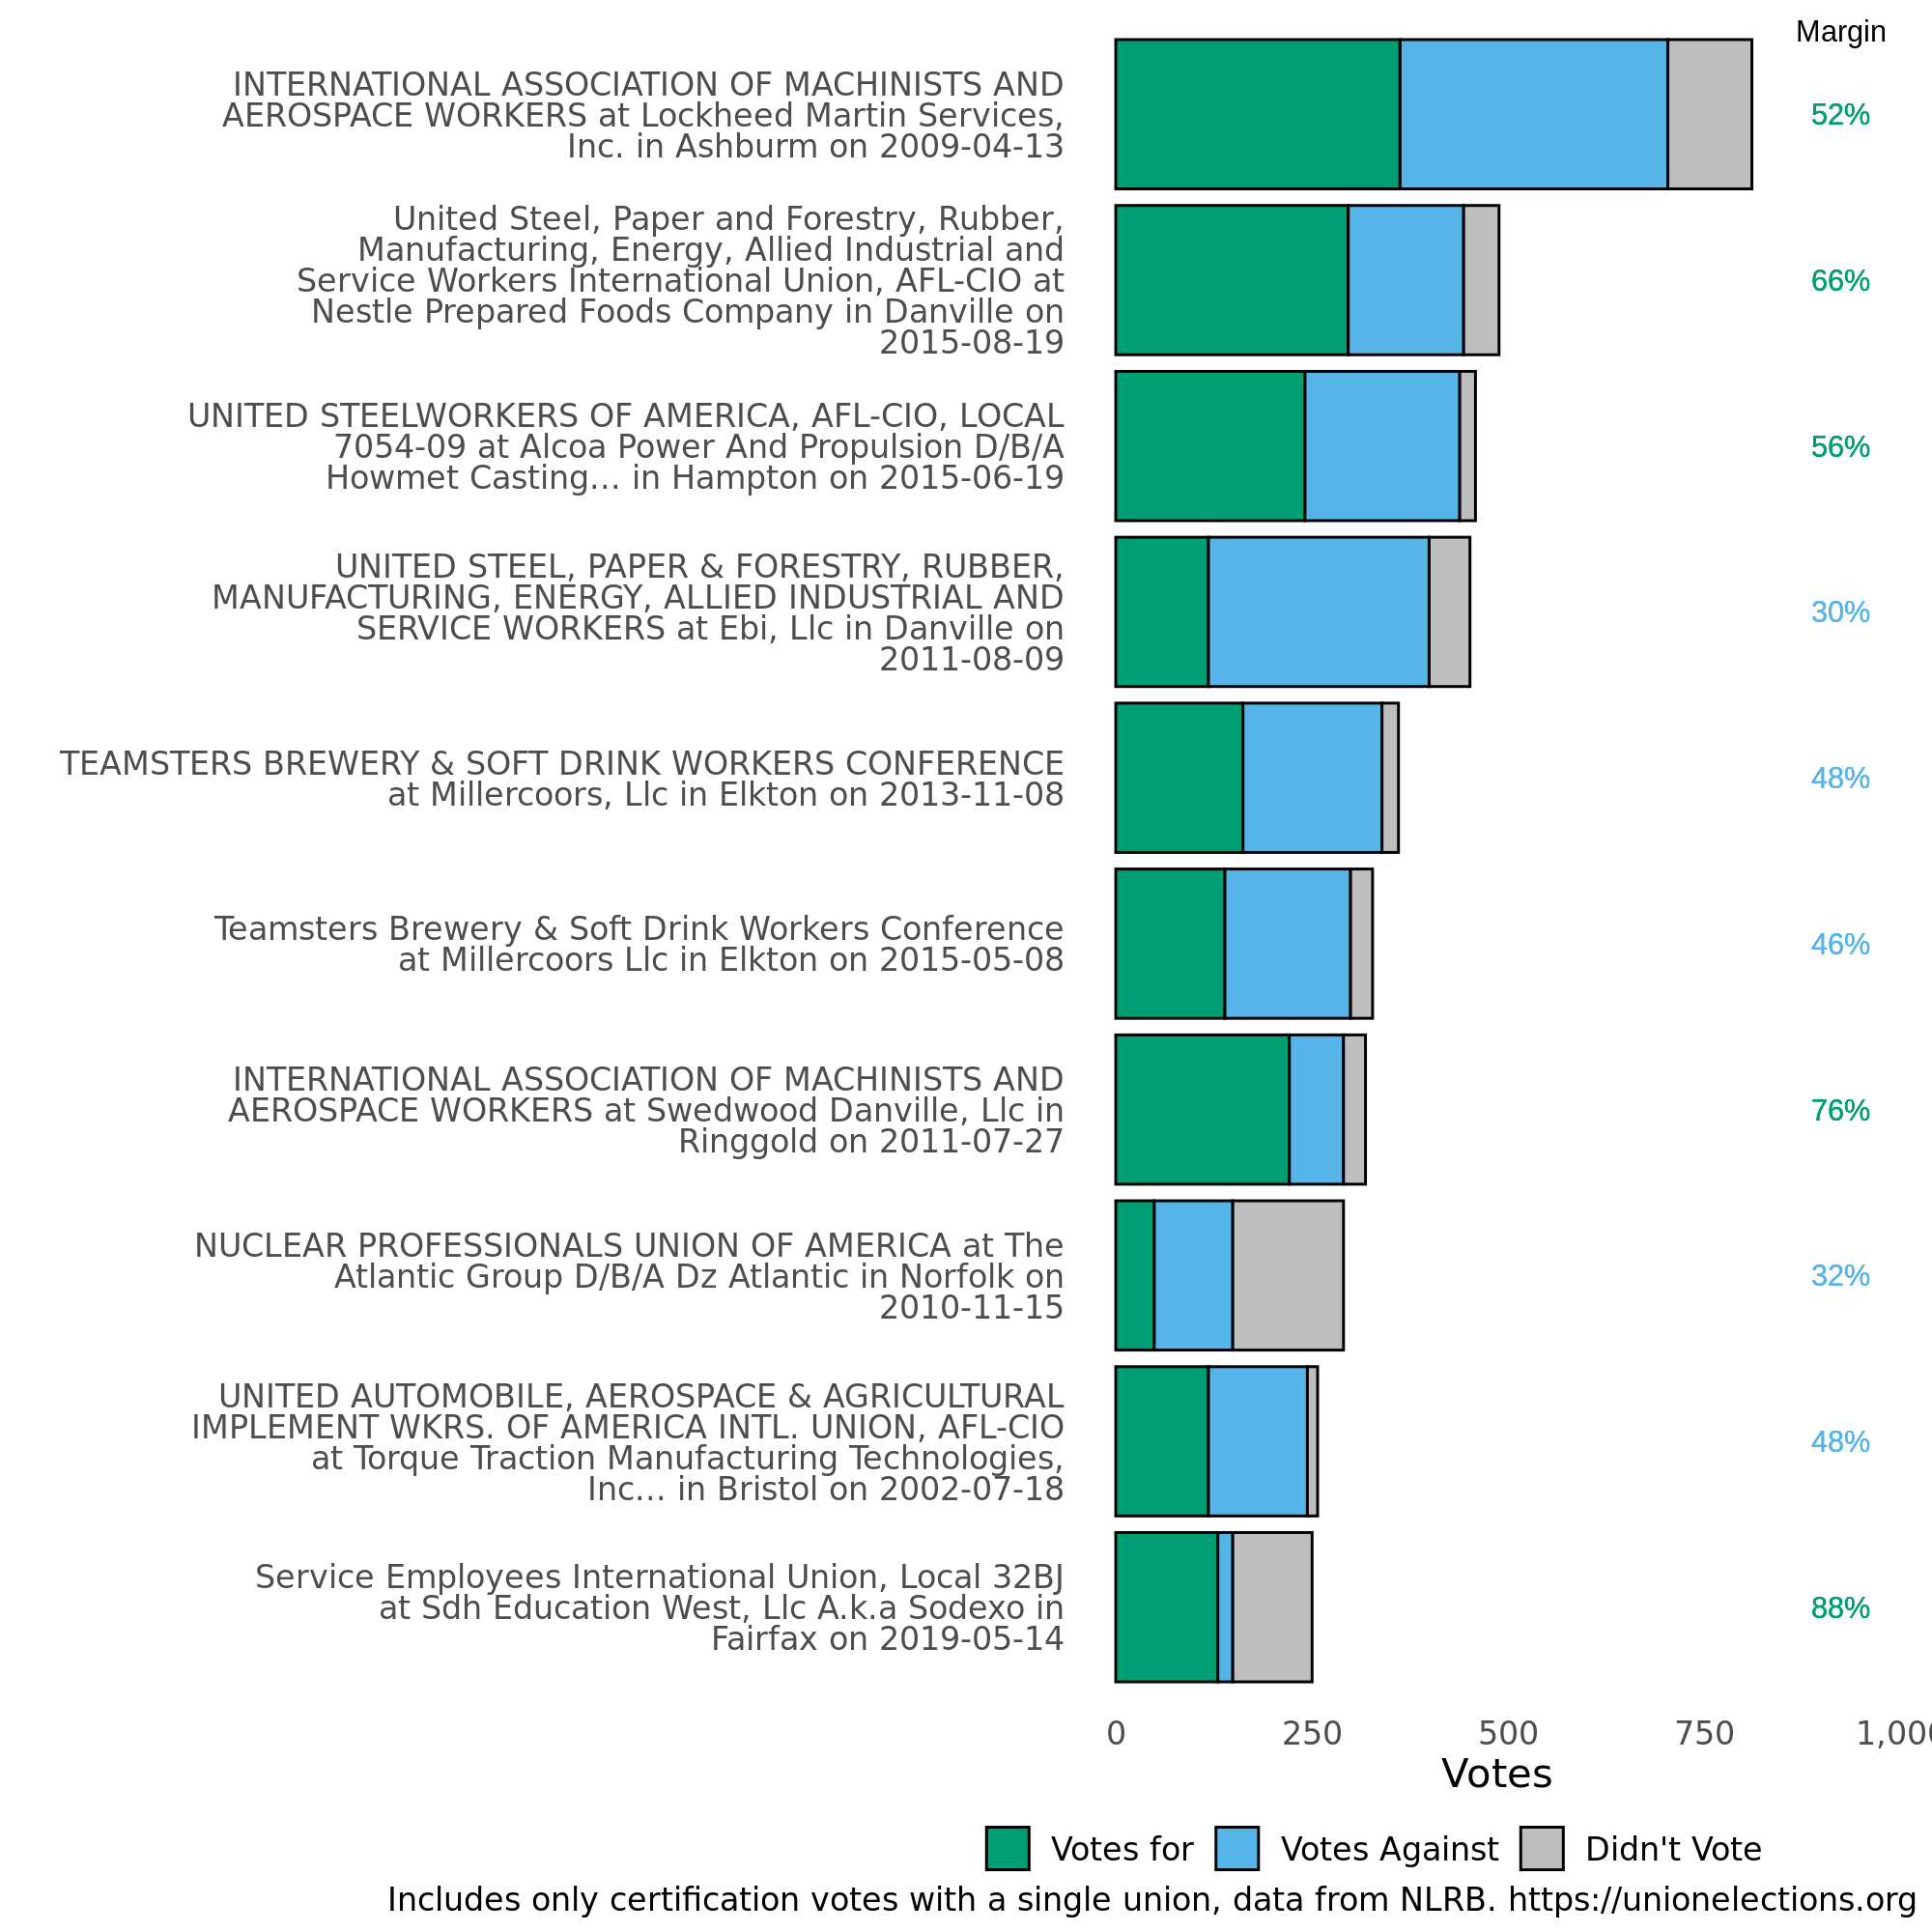 Margin
INTERNATIONAL ASSOCIATION OF MACHINISTS AND
AEROSPACE WORKERS at Lockheed Martin Services,
Inc. in Ashburm on 2009-04-13
52%
United Steel, Paper and Forestry, Rubber,
Manufacturing, Energy, Allied Industrial and
Service Workers International Union, AFL-CIO at
Nestle Prepared Foods Company in Danville on
2015-08-19
66%
UNITED STEELWORKERS OF AMERICA, AFL-CIO, LOCAL
7054-09 at Alcoa Power And Propulsion D/B/A
Howmet Casting... in Hampton on 2015-06-19
56%
UNITED STEEL, PAPER & FORESTRY, RUBBER,
MANUFACTURING, ENERGY, ALLIED INDUSTRIAL AND
SERVICE WORKERS at Ebi, Llc in Danville on
2011-08-09
30%
TEAMSTERS BREWERY & SOFT DRINK WORKERS CONFERENCE
at Millercoors, Llc in Elkton on 2013-11-08
48%
Teamsters Brewery & Soft Drink Workers Conference
at Millercoors Llc in Elkton on 2015-05-08
46%
INTERNATIONAL ASSOCIATION OF MACHINISTS AND
AEROSPACE WORKERS at Swedwood Danville, Llc in
Ringgold on 2011-07-27
76%
NUCLEAR PROFESSIONALS UNION OF AMERICA at The
Atlantic Group D/B/A Dz Atlantic in Norfolk on
2010-11-15
32%
UNITED AUTOMOBILE, AEROSPACE & AGRICULTURAL
IMPLEMENT WKRS. OF AMERICA INTL. UNION, AFL-CIO
at Torque Traction Manufacturing Technologies,
Inc... in Bristol on 2002-07-18
48%
Service Employees International Union, Local 32BJ
at Sdh Education West, Llc A.k.a Sodexo in
Fairfax on 2019-05-14
88%
0 250 500 750
Votes
Votes for Votes Against Didn't Vote
Includes only certification votes with a single union, data from NLRB. https://unionelections.org